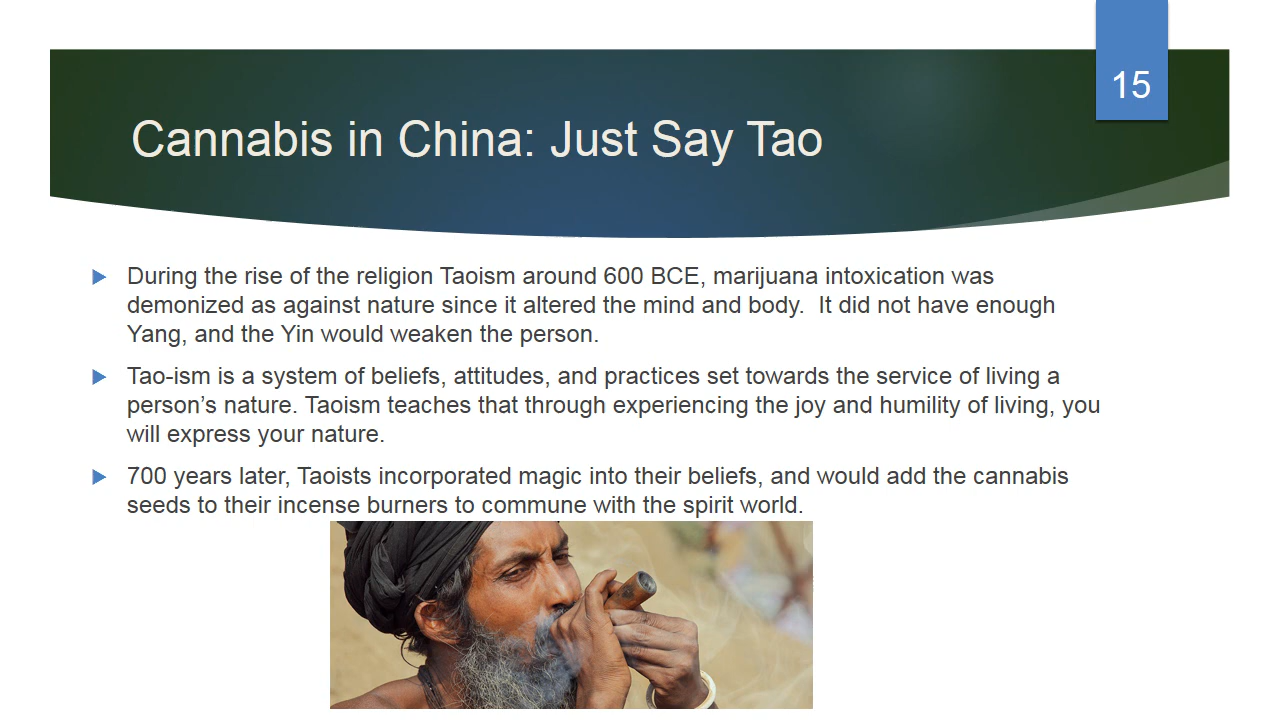 15
Cannabis in China: Just Say Tao
During the rise of the religion Taoism around 600 BCE, marijuana intoxication was
demonized as against nature since it altered the mind and body.  It did not have enough
Yang, and the Yin would weaken the person.
Tao-ism is a system of beliefs, attitudes, and practices set towards the service of living a
person’s nature. Taoism teaches that through experiencing the joy and humility of living, you
will express your nature.
700 years later, Taoists incorporated magic into their beliefs, and would add the cannabis
seeds to their incense burners to commune with the spirit world.